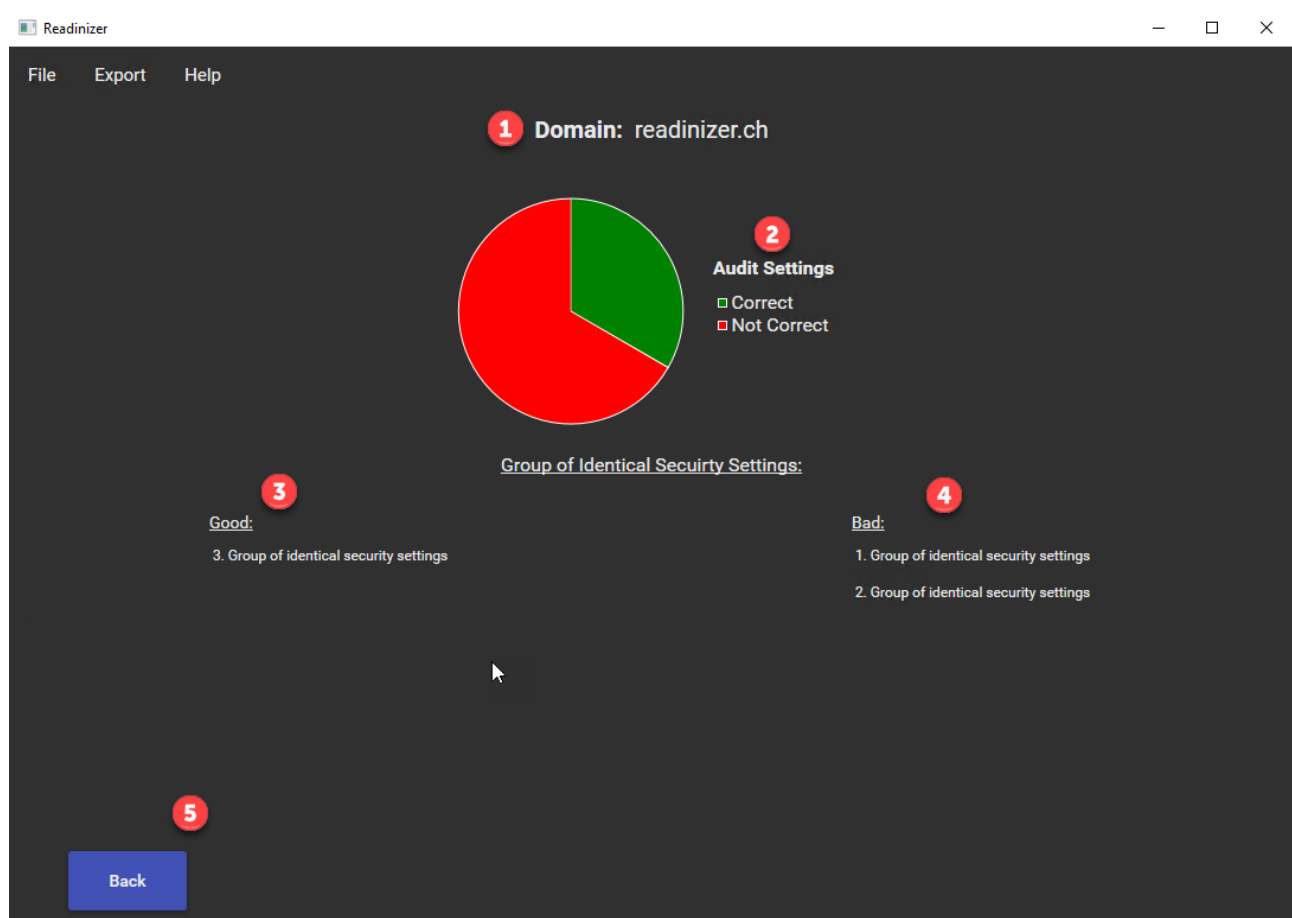 Readinizer
File Export Help
1 Domain: readinizer.ch
2
Audit Settings
Correct
Not Correct
Group of Identical Secuirty Settings:
3
4
Good:
Bad:
3. Group of identical security settings
1. Group of identical security settings
2. Group of identical security settings
5
Back